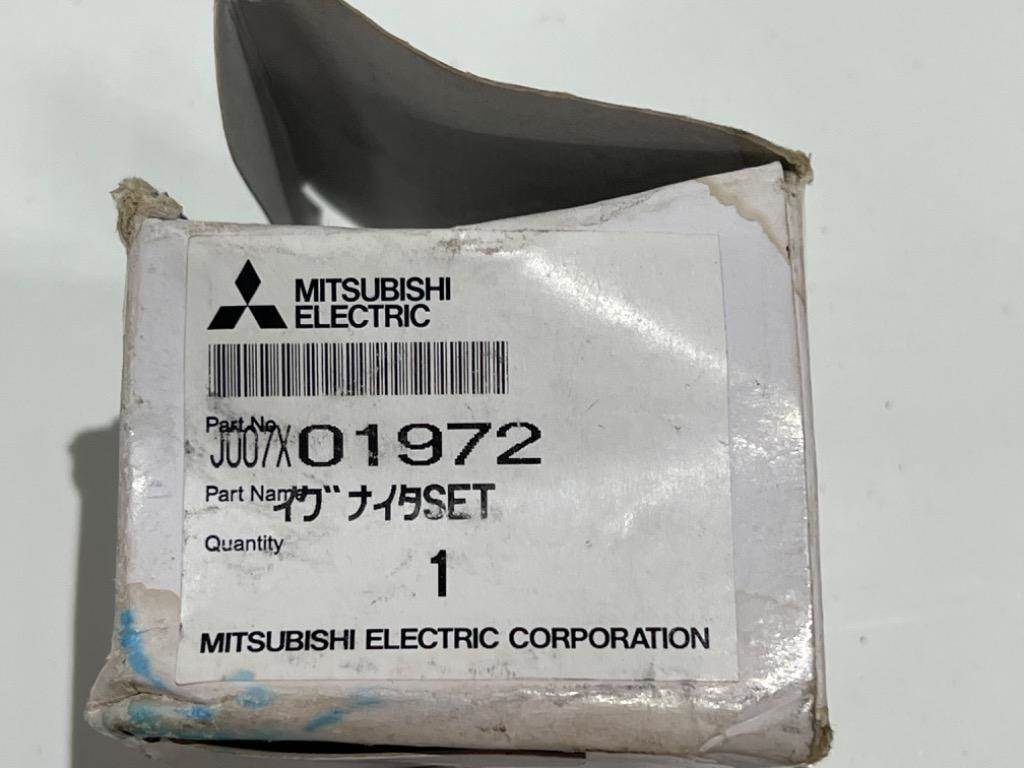 MITSUBISHI
ELECTRIC
Part No.
J007X01972
Part Name
イグナイタSET
Quantity
1
MITSUBISHI ELECTRIC CORPORATION